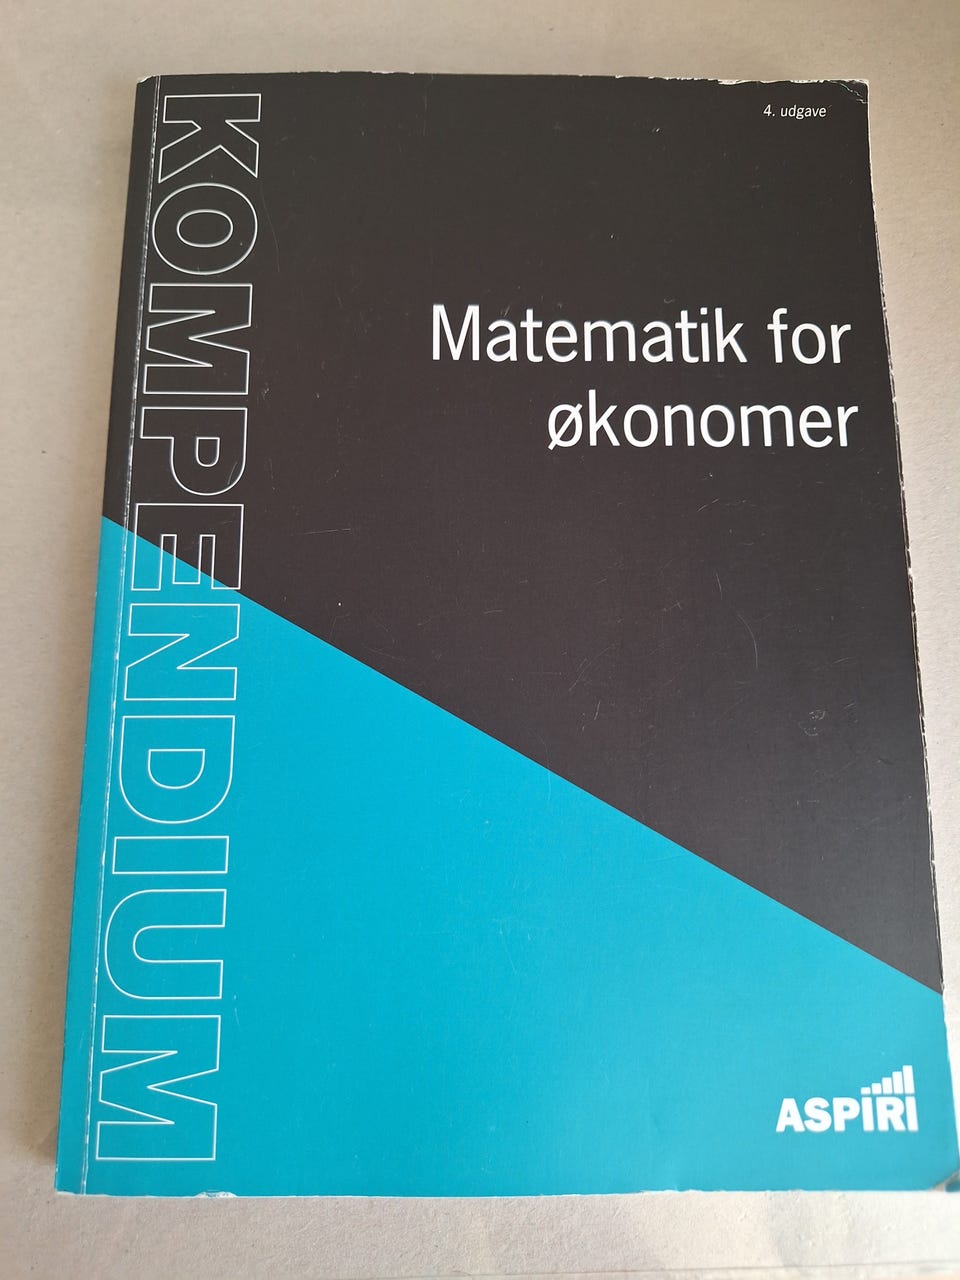 4. udgave
KOMPENDIUM
Matematik for
økonomer
ASPIRI